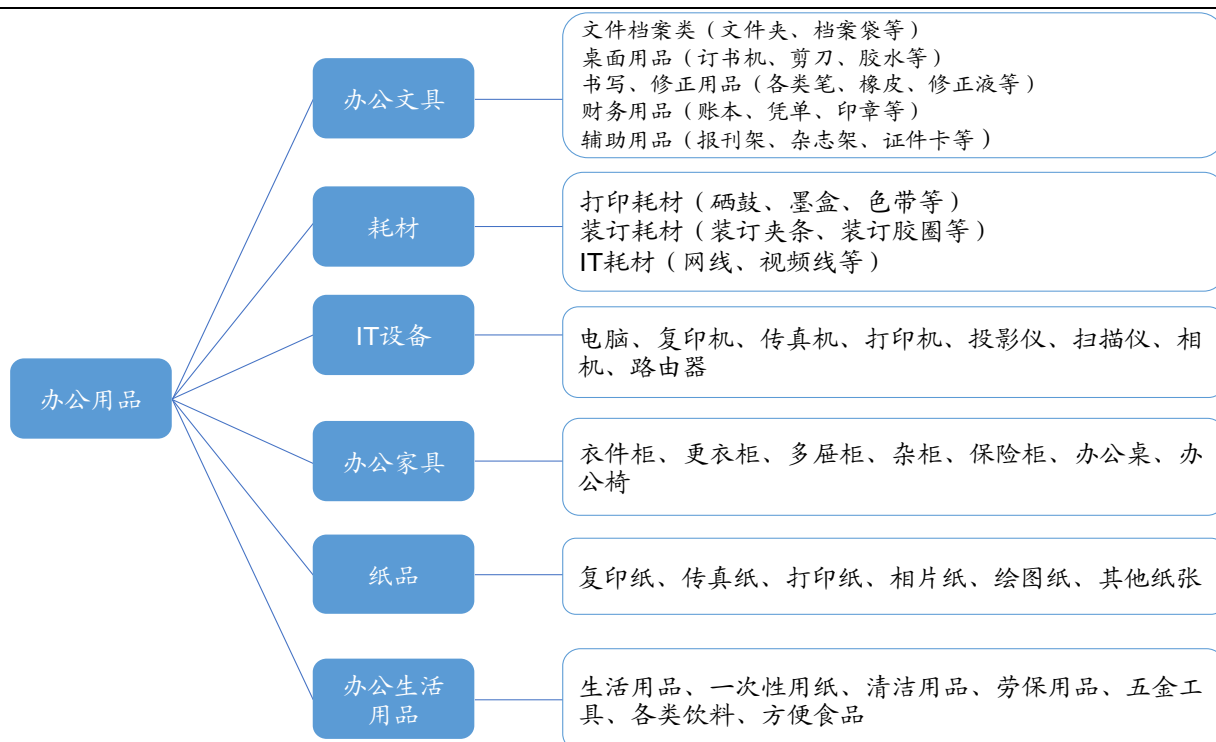 办公用品
办公文具
文件档案类（文件夹、档案袋等）
桌面用品（订书机、剪刀、胶水等）
书写、修正用品（各类笔、橡皮、修正液等）
财务用品（账本、凭单、印章等）
辅助用品（报刊架、杂志架、证件卡等）
耗材
打印耗材（硒鼓、墨盒、色带等）
装订耗材（装订夹条、装订胶圈等）
IT耗材（网线、视频线等）
IT设备
电脑、复印机、传真机、打印机、投影仪、扫描仪、相
机、路由器
办公家具
衣件柜、更衣柜、多屉柜、杂柜、保险柜、办公桌、办
公椅
纸品
复印纸、传真纸、打印纸、相片纸、绘图纸、其他纸张
办公生活
用品
生活用品、一次性用纸、清洁用品、劳保用品、五金工
具、各类饮料、方便食品